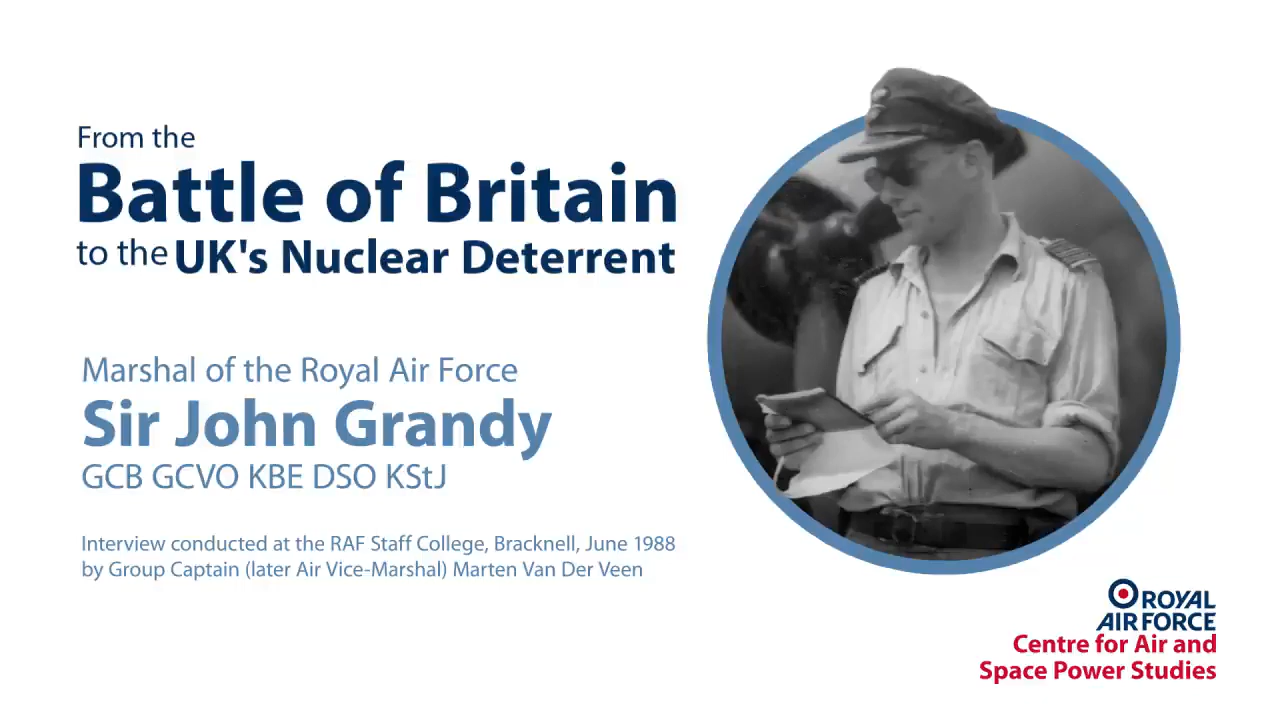 From the
Battle of Britain
to the UK's Nuclear Deterrent
Marshal of the Royal Air Force
Sir John Grandy
GCB GCVO KBE DSO KStJ
Interview conducted at the RAF Staff College, Bracknell, June 1988
by Group Captain (later Air Vice-Marshal) Marten Van Der Veen
ROYAL
AIR FORCE
Centre for Air and
Space Power Studies